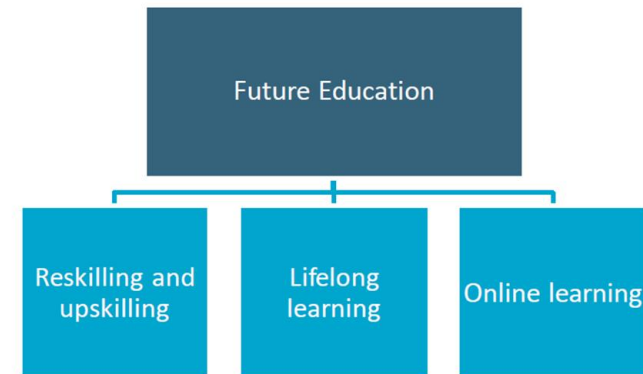 Future Education
Reskilling and
upskilling
Lifelong
learning
Online learning